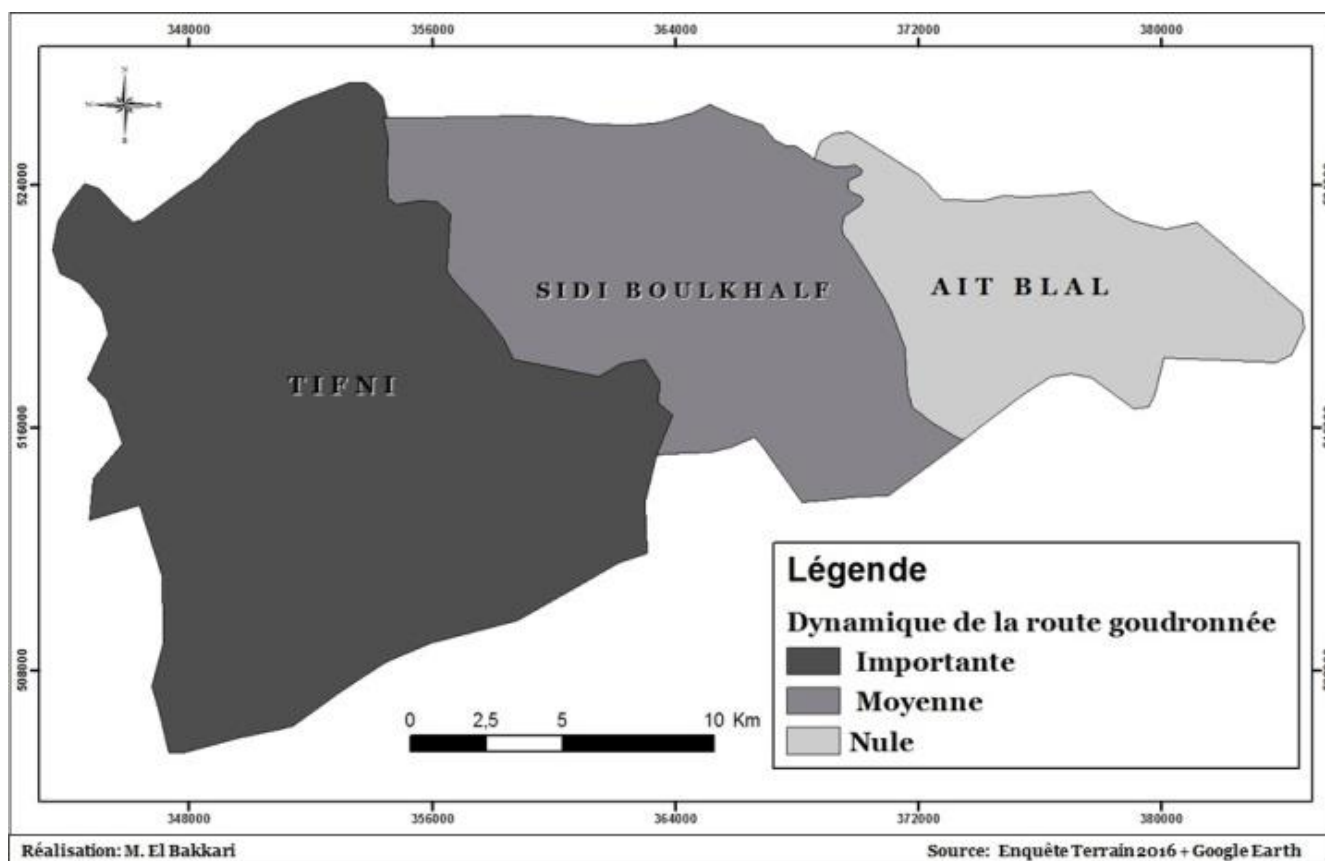 348000 356000 364000 372000 380000
524000
SIDI BOULKHALF
AIT BLAL
TIFNI
516000
508000
Légende
Dynamique de la route goudronnée
Importante
Moyenne
Nule
0 2,5 5 10 Km
348000 356000 364000 372000 380000
Réalisation: M. El Bakkari
Source: Enquête Terrain 2016 + Google Earth